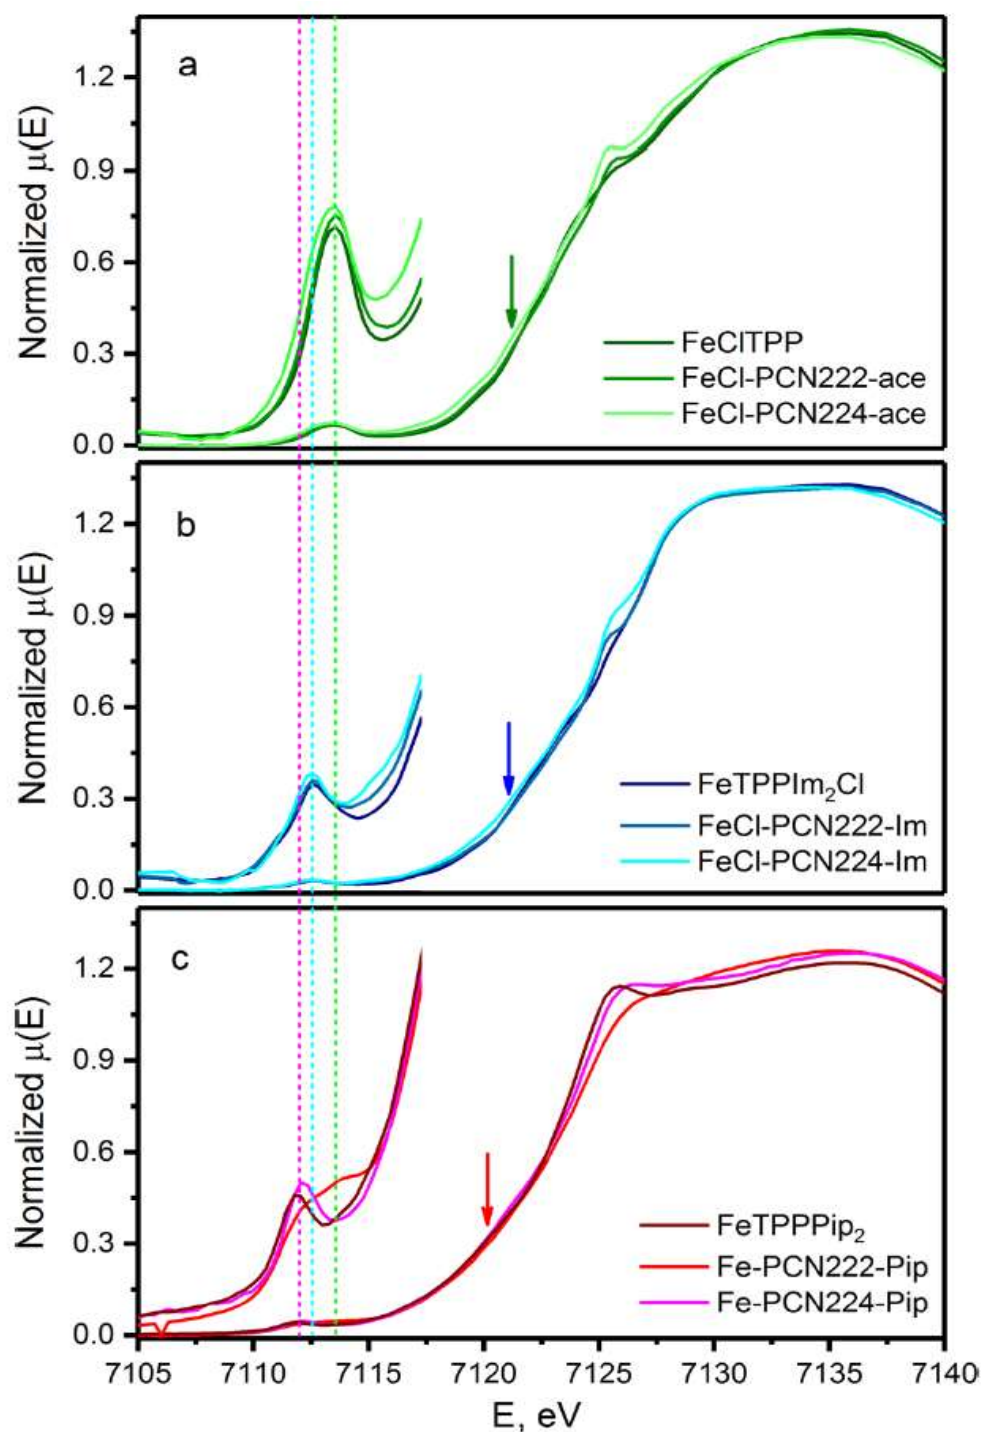 a
Normalized μ(E)
1.2
0.9
0.6
0.3
0.0
FeClTPP
FeCl-PCN222-ace
FeCl-PCN224-ace
b
Normalized μ(E)
1.2
0.9
0.6
0.3
0.0
FeTPPIm₂Cl
FeCl-PCN222-Im
FeCl-PCN224-Im
c
Normalized μ(E)
1.2
0.9
0.6
0.3
0.0
FeTPPPip₂
Fe-PCN222-Pip
Fe-PCN224-Pip
7105 7110 7115 7120 7125 7130 7135 7140
E, eV